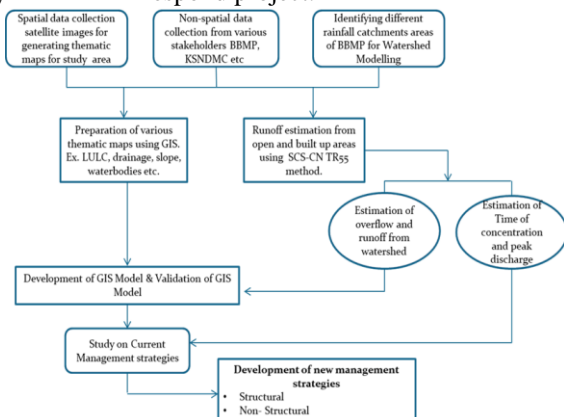 respond project.
Spatial data collection
satellite images for
generating thematic
maps for study area
Non-spatial data
collection from various
stakeholders BBMP,
KSNDMC etc
Identifying different
rainfall catchments areas
of BBMP for Watershed
Modelling
Preparation of various
thematic maps using GIS.
Ex. LULC, drainage, slope,
waterbodies etc.
Runoff estimation from
open and built up areas
using SCS-CN TR55
method.
Estimation of
overflow and
runoff from
watershed
Estimation of
Time of
concentration
and peak
discharge
Development of GIS Model & Validation of GIS
Model
Study on Current
Management strategies
Development of new management
strategies
• Structural
• Non- Structural